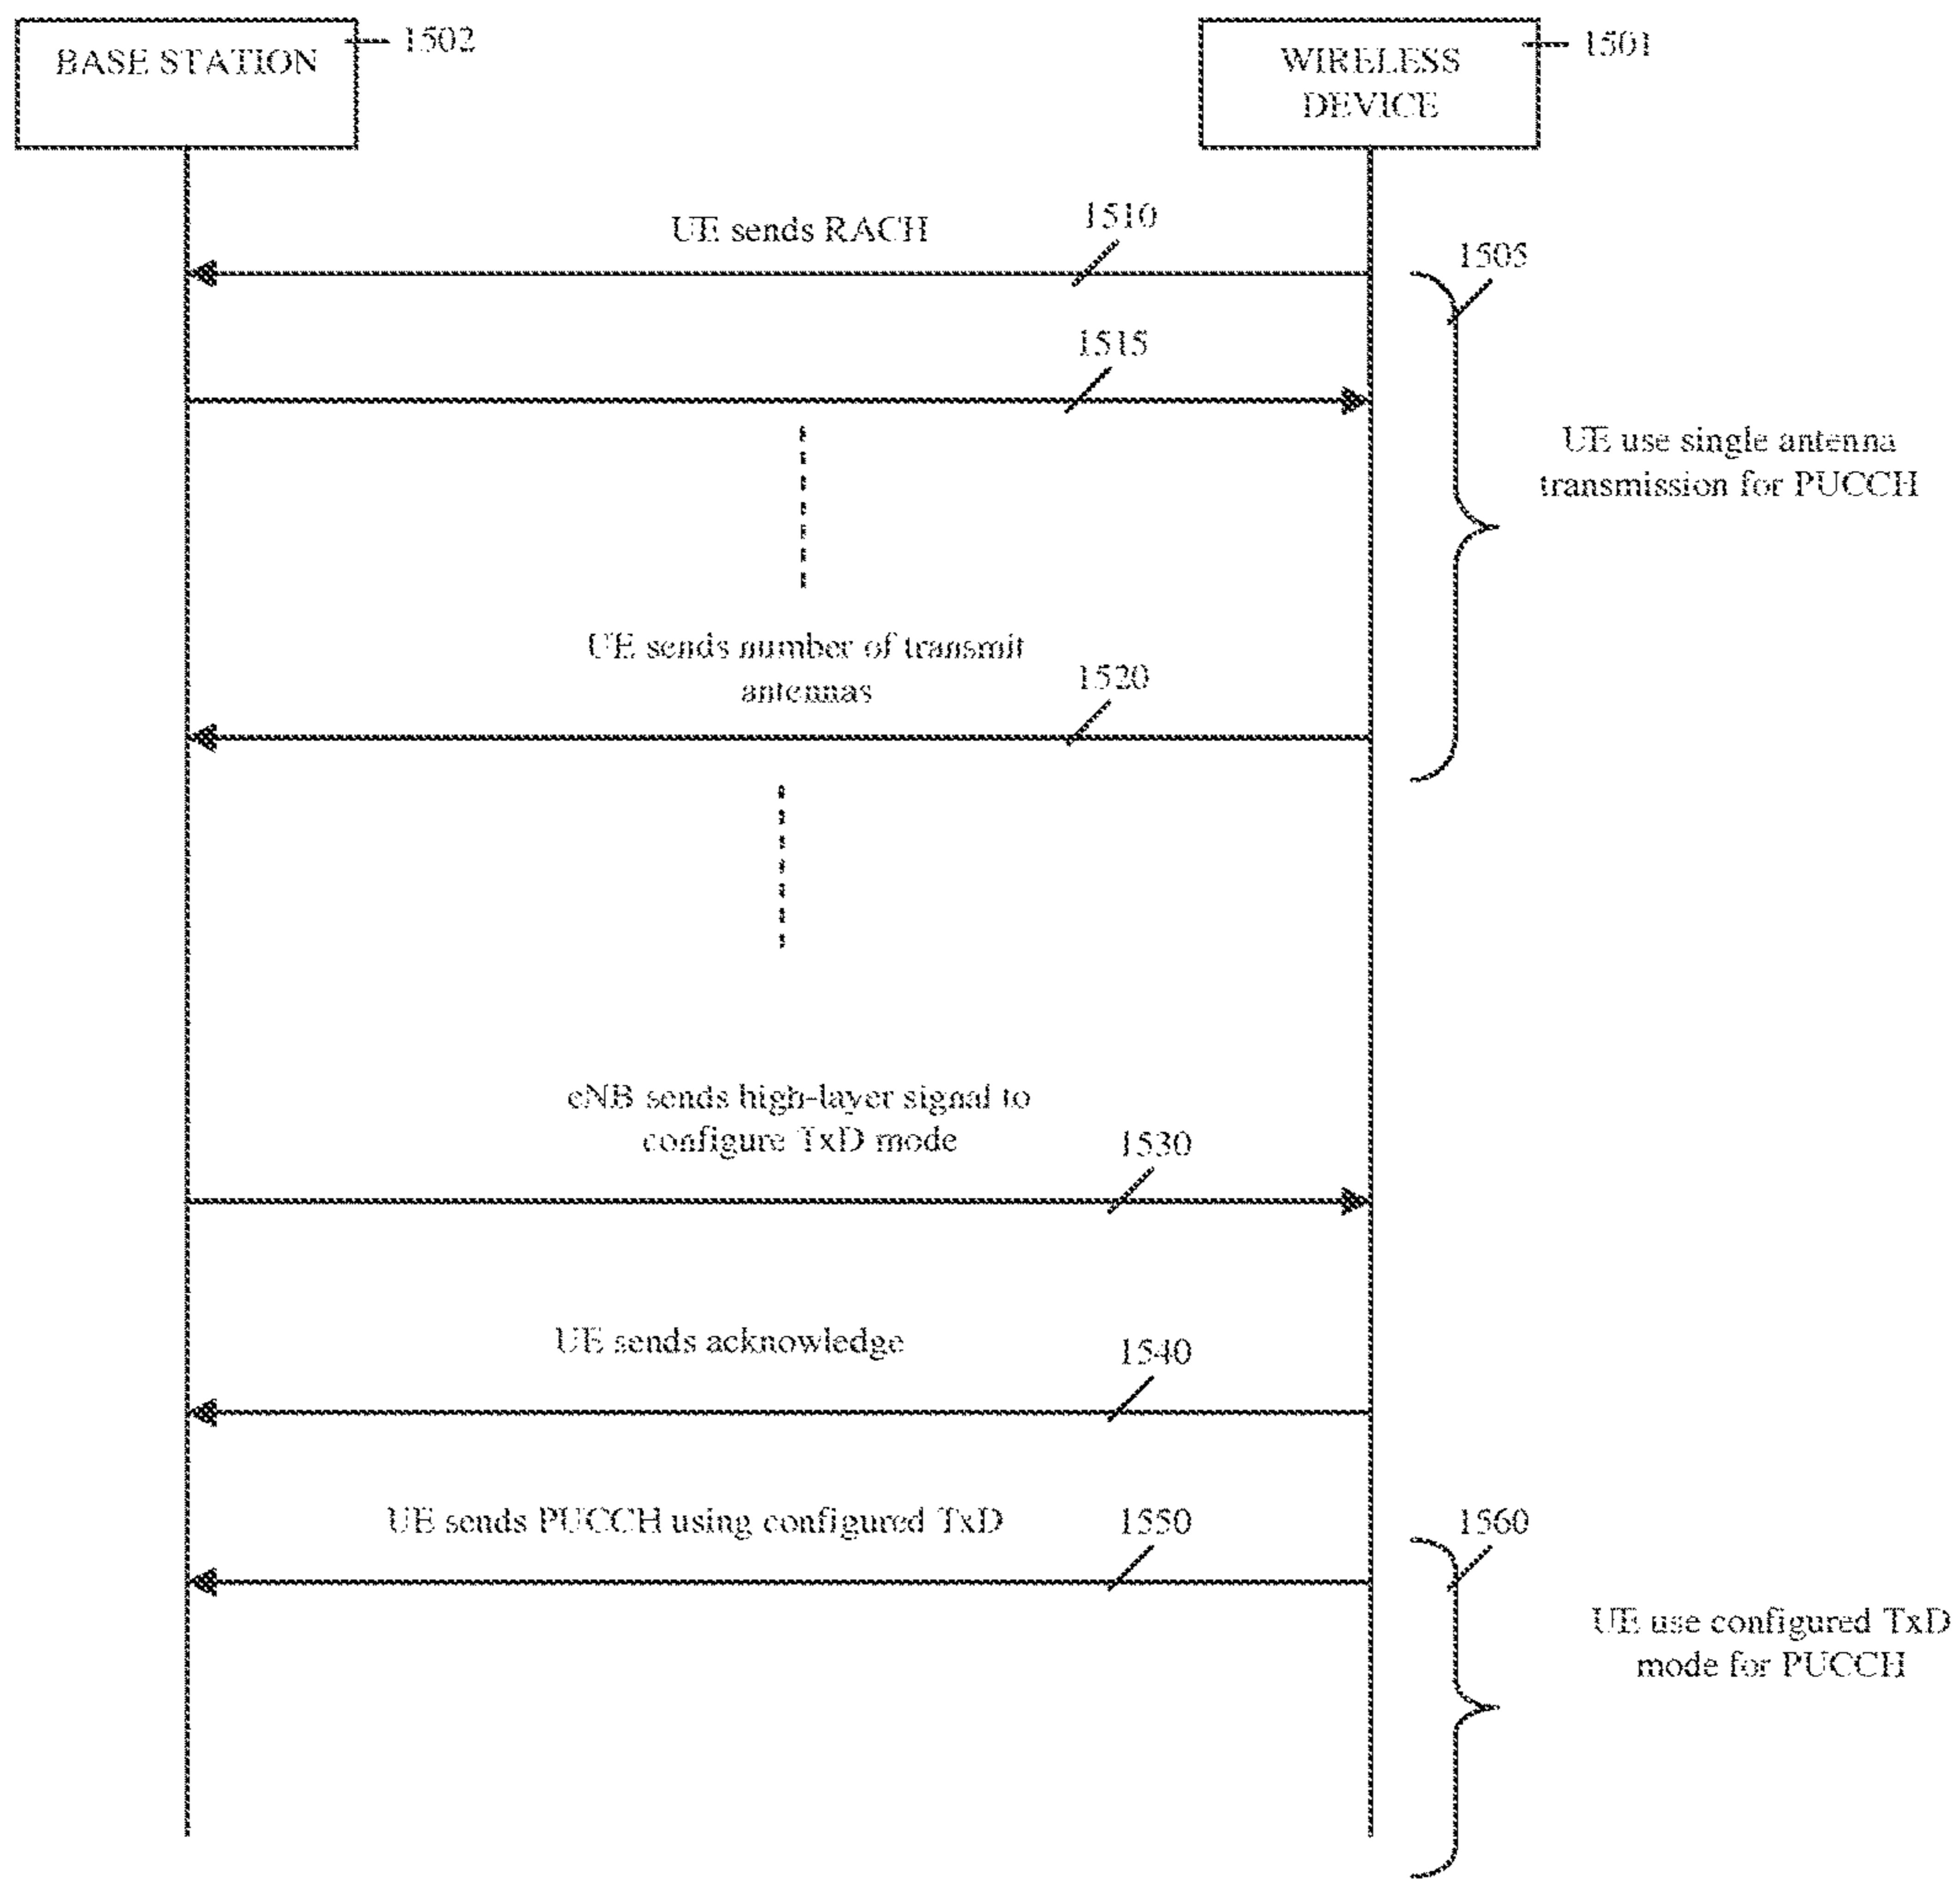 BASE STATION
1502
WIRELESS
DEVICE
1501
UE sends RACH
1510
1505
1515
UE use single antenna
transmission for PUCCH
UE sends number of transmit
antennas
1520
eNB sends high-layer signal to
configure TxD mode
1530
UE sends acknowledge
1540
UE sends PUCCH using configured TxD
1550
1560
UE use configured TxD
mode for PUCCH